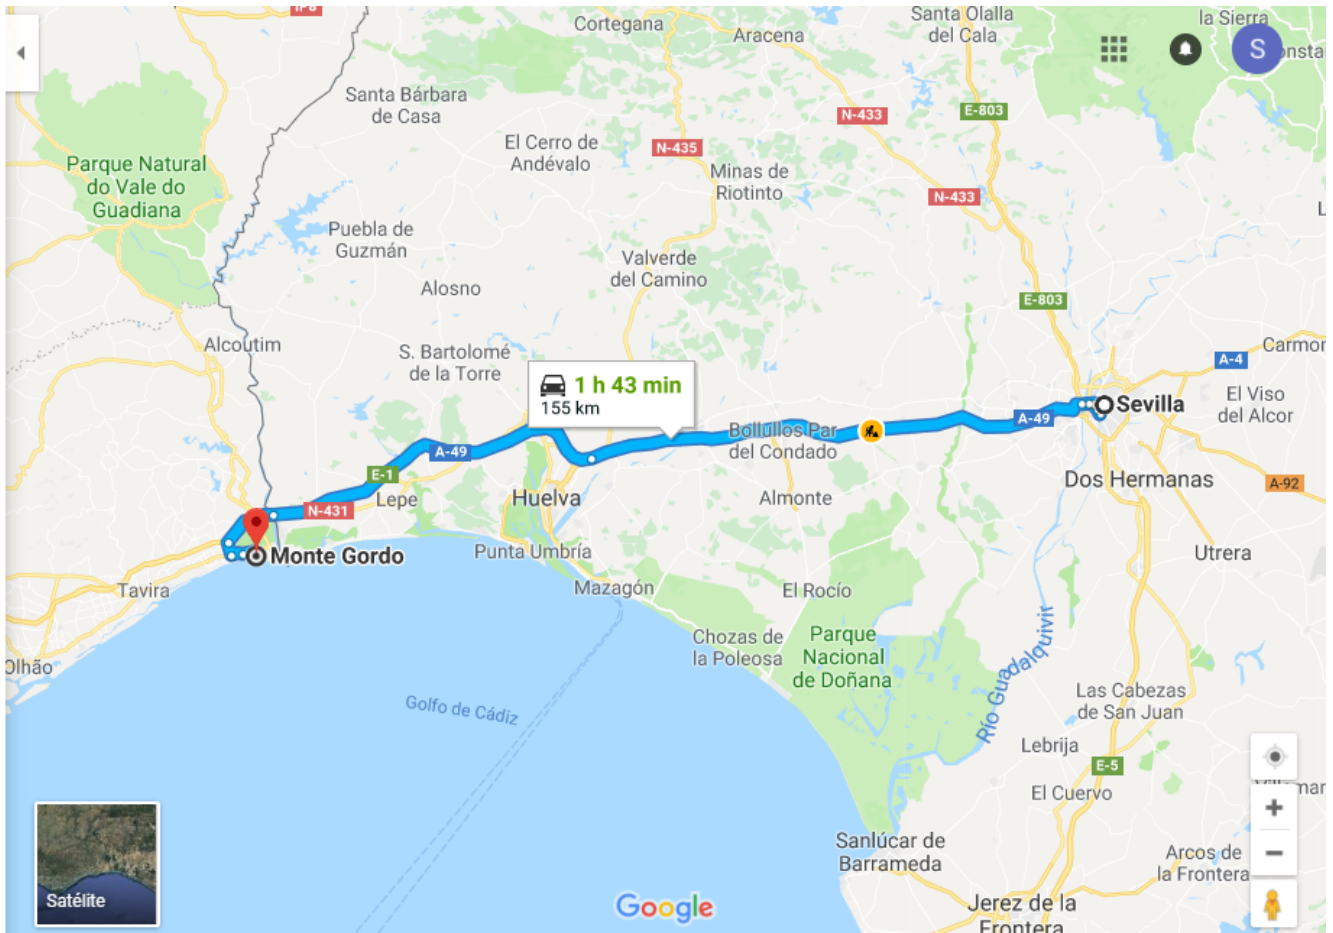 IP8
Cortegana
Aracena
Santa Olalla
del Cala
la Sierra
S
Santa Bárbara
de Casa
N-433
E-803
El Cerro de
Andévalo
N-435
Parque Natural
do Vale do
Guadiana
Minas de
Riotinto
N-433
Puebla de
Guzmán
Valverde
del Camino
Alosno
E-803
Alcoutim
S. Bartolomé
de la Torre
A-4
1 h 43 min
155 km
El Viso
del Alcor
Sevilla
A-49
Bollullos Par
del Condado
A-49
E-1
Dos Hermanas
A-92
Lepe
Huelva
Almonte
N-431
Monte Gordo
Punta Umbría
Utrera
Tavira
Mazagón
El Rocío
Chozas de
la Poleosa
Parque
Nacional
de Doñana
Río Guadalquivir
Olhão
Golfo de Cádiz
Las Cabezas
de San Juan
Lebrija
E-5
El Cuervo
Sanlúcar de
Barrameda
Arcos de
la Frontera
Satélite
Google
Jerez de la
Frontera